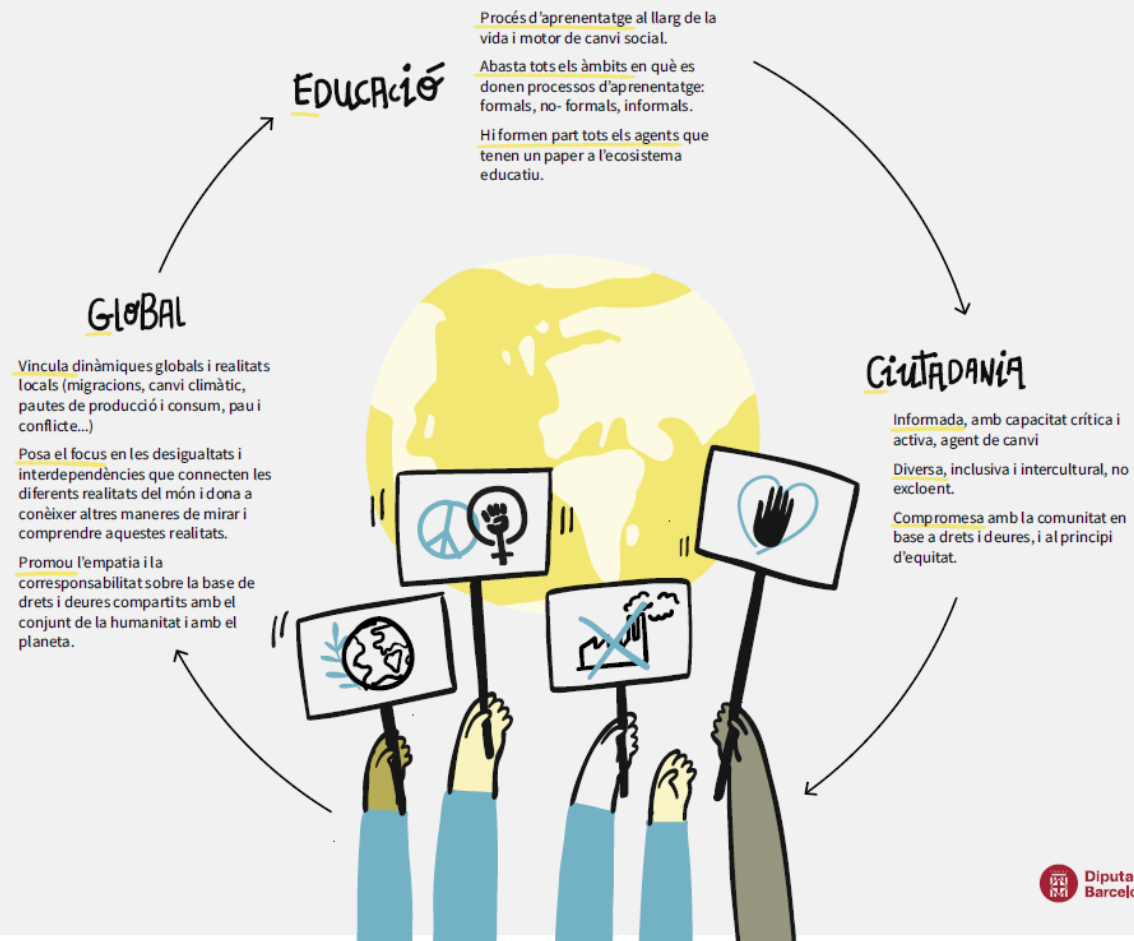 EDUCACIÓ
Procés d'aprenentatge al llarg de la
vida i motor de canvi social.
Abasta tots els àmbits en què es
donen processos d'aprenentatge:
formals, no- formals, informals.
Hi formen part tots els agents que
tenen un paper a l'ecosistema
educatiu.
GLOBAL
Vincula dinàmiques globals i realitats
locals (migracions, canvi climàtic,
pautes de producció i consum, pau i
conflicte...)
Posa el focus en les desigualtats i
interdependències que connecten les
diferents realitats del món i dona a
conèixer altres maneres de mirar i
comprendre aquestes realitats.
Promou l'empatia i la
corresponsabilitat sobre la base de
drets i deures compartits amb el
conjunt de la humanitat i amb el
planeta.
CIUTADANIA
Informada, amb capacitat crítica i
activa, agent de canvi
Diversa, inclusiva i intercultural, no
excloent.
Compromesa amb la comunitat en
base a drets i deures, i al principi
d'equitat.
Diputa
Barcelo